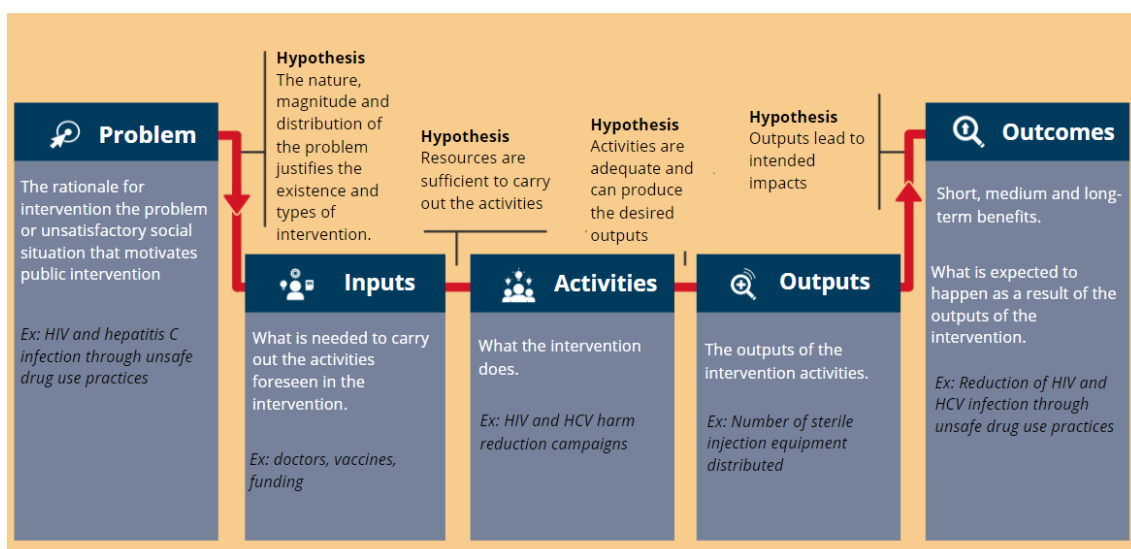 Problem
The rationale for
intervention the problem
or unsatisfactory social
situation that motivates
public intervention
Ex: HIV and hepatitis C
infection through unsafe
drug use practices
Hypothesis
The nature,
magnitude and
distribution of
the problem
justifies the
existence and
types of
intervention.
Inputs
What is needed to carry
out the activities
foreseen in the
intervention.
Ex: doctors, vaccines,
funding
Hypothesis
Resources are
sufficient to carry
out the activities
Activities
What the intervention
does.
Ex: HIV and HCV harm
reduction campaigns
Hypothesis
Activities are
adequate and
can produce
the desired
outputs
Outputs
The outputs of the
intervention activities.
Ex: Number of sterile
injection equipment
distributed
Hypothesis
Outputs lead to
intended
impacts
Outcomes
Short, medium and long-
term benefits.
What is expected to
happen as a result of the
outputs of the
intervention.
Ex: Reduction of HIV and
HCV infection through
unsafe drug use practices